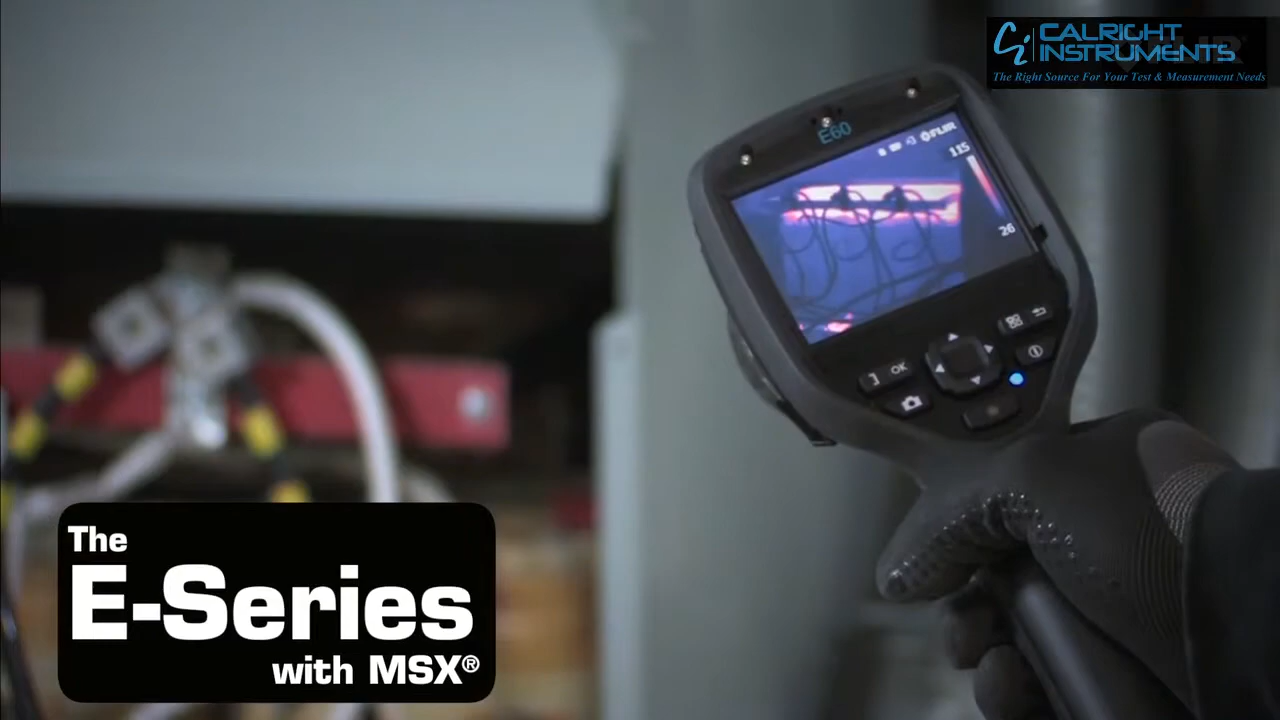 CALRIGHT
INSTRUMENTS
The Right Source For Your Test & Measurement Needs
E60
FLIR
115
26
OK
The
E-Series
with MSX®